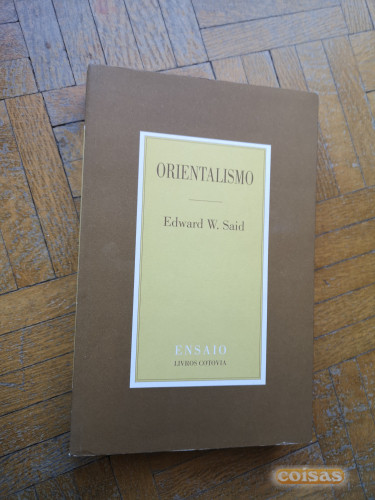 ORIENTALISMO
Edward W. Said
ENSAIO
LIVROS COTOVIA
coisas